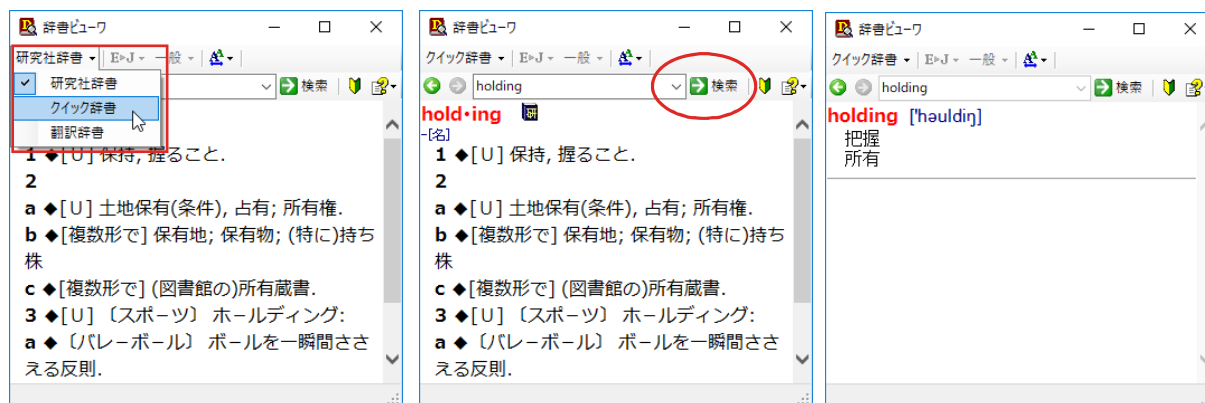 辞書ビューワ
研究社辞書 E▹J 一般 A
研究社辞書
検索
クイック辞書
翻訳辞書
1 ◆[U] 保持, 握ること.
2
a ◆[U] 土地保有(条件), 占有; 所有権.
b ◆[複数形で] 保有地; 保有物; (特に)持ち
株
c ◆[複数形で] (図書館の)所有蔵書.
3 ◆[U] 〔スポーツ〕 ホールディング:
a ◆〔バレーボール〕 ボールを一瞬間ささ
える反則.
辞書ビューワ
クイック辞書 E▹J 一般 A
holding 検索
hold・ing
-[名]
1 ◆[U] 保持, 握ること.
2
a ◆[U] 土地保有(条件), 占有; 所有権.
b ◆[複数形で] 保有地; 保有物; (特に)持ち
株
c ◆[複数形で] (図書館の)所有蔵書.
3 ◆[U] 〔スポーツ〕 ホールディング:
a ◆〔バレーボール〕 ボールを一瞬間ささ
える反則.
辞書ビューワ
クイック辞書 E▹J 一般 A
holding 検索
holding ['həuldiŋ]
把握
所有